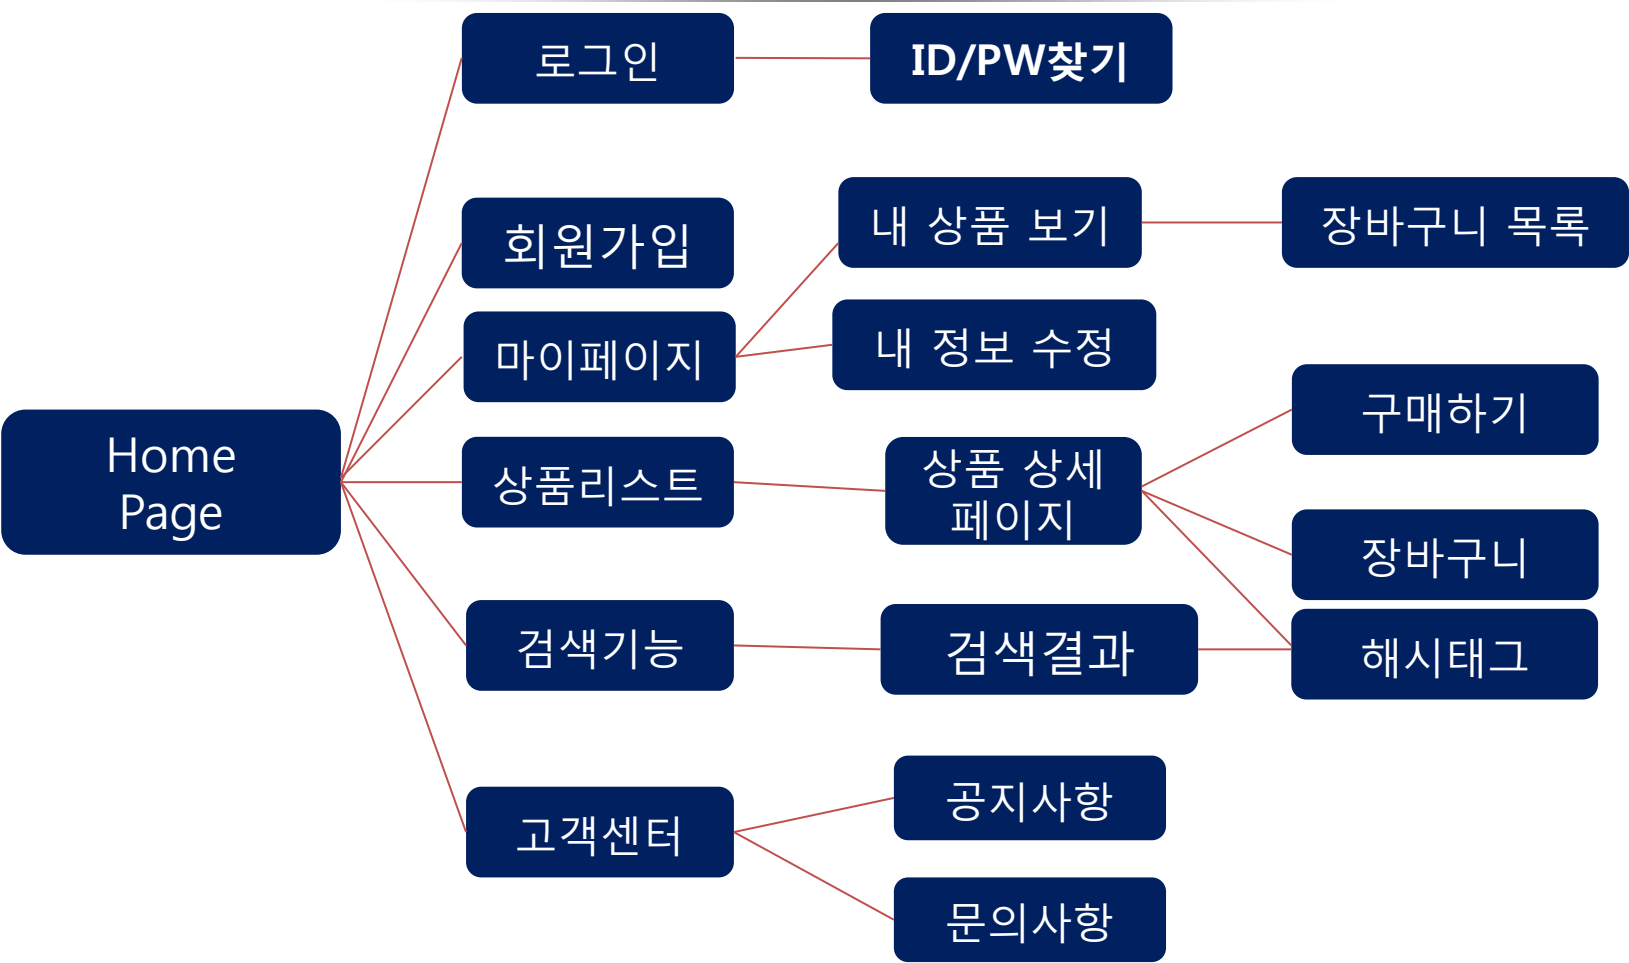 로그인
ID/PW찾기
회원가입
내 상품 보기
장바구니 목록
마이페이지
내 정보 수정
Home
Page
상품리스트
상품 상세
페이지
구매하기
장바구니
검색기능
검색결과
해시태그
고객센터
공지사항
문의사항